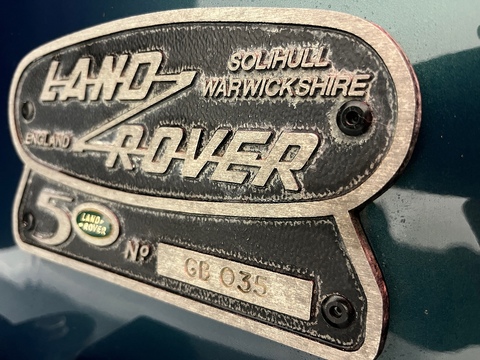 LAND SOLIHULL
WARWICKSHIRE
ENGLAND ROVER
50 LAND-ROVER
Nº GB 035